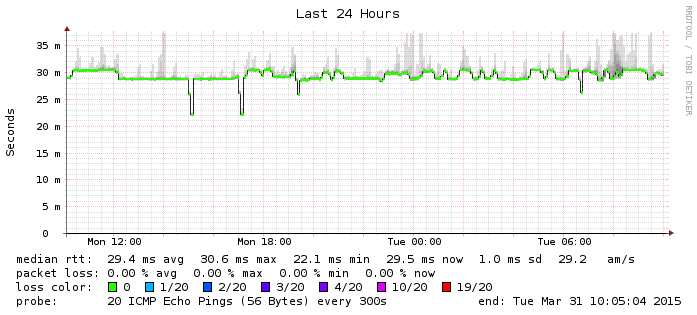 Last 24 Hours
RRDTOOL / TOBI OETIKER
Seconds
35 m
30 m
25 m
20 m
15 m
10 m
5 m
0
Mon 12:00 Mon 18:00 Tue 00:00 Tue 06:00
median rtt: 29.4 ms avg 30.6 ms max 22.1 ms min 29.5 ms now 1.0 ms sd 29.2 am/s
packet loss: 0.00 % avg 0.00 % max 0.00 % min 0.00 % now
loss color: 0 1/20 2/20 3/20 4/20 10/20 19/20
probe: 20 ICMP Echo Pings (56 Bytes) every 300s end: Tue Mar 31 10:05:04 2015